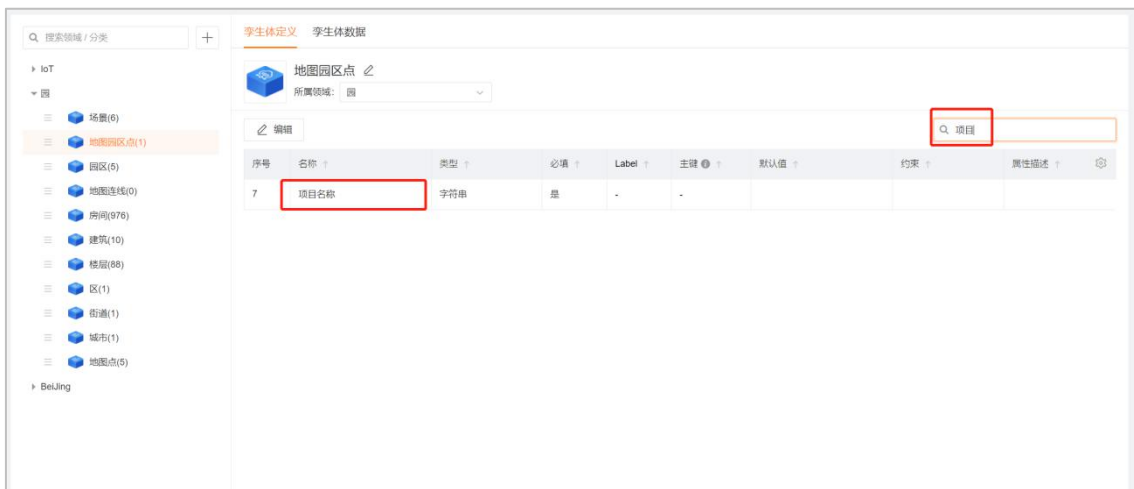 搜索领域 / 分类
IoT
园
场景(6)
地图园区点(1)
园区(5)
地图连线(0)
房间(976)
建筑(10)
楼层(88)
区(1)
街道(1)
城市(1)
地图点(5)
BeiJing
孪生体定义 孪生体数据
地图园区点
所属领域: 园
编辑
项目
序号 名称 类型 必填 Label 主键 默认值 约束 属性描述
7 项目名称 字符串 是 - -